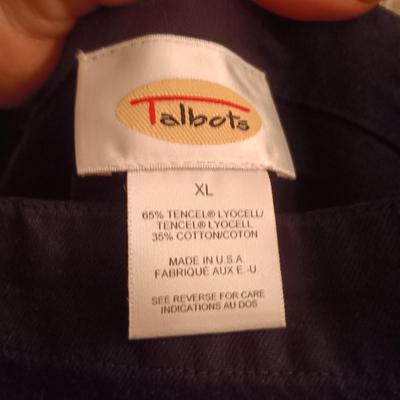 Talbots
XL
65% TENCEL® LYOCELL/
TENCEL® LYOCELL
35% COTTON/COTON
MADE IN U.S.A
FABRIQUÉ AUX E.-U
SEE REVERSE FOR CARE
INDICATIONS AU DOS